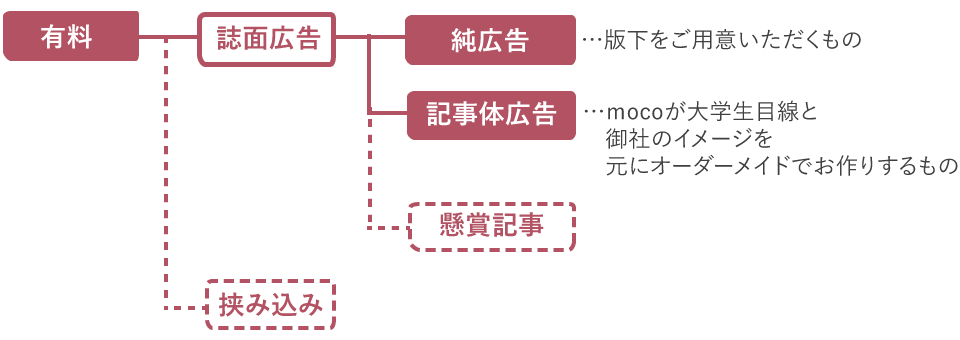 有料
誌面広告
純広告
…版下をご用意いただくもの
記事体広告
…mocoが大学生目線と
御社のイメージを
元にオーダーメイドでお作りするもの
懸賞記事
挟み込み